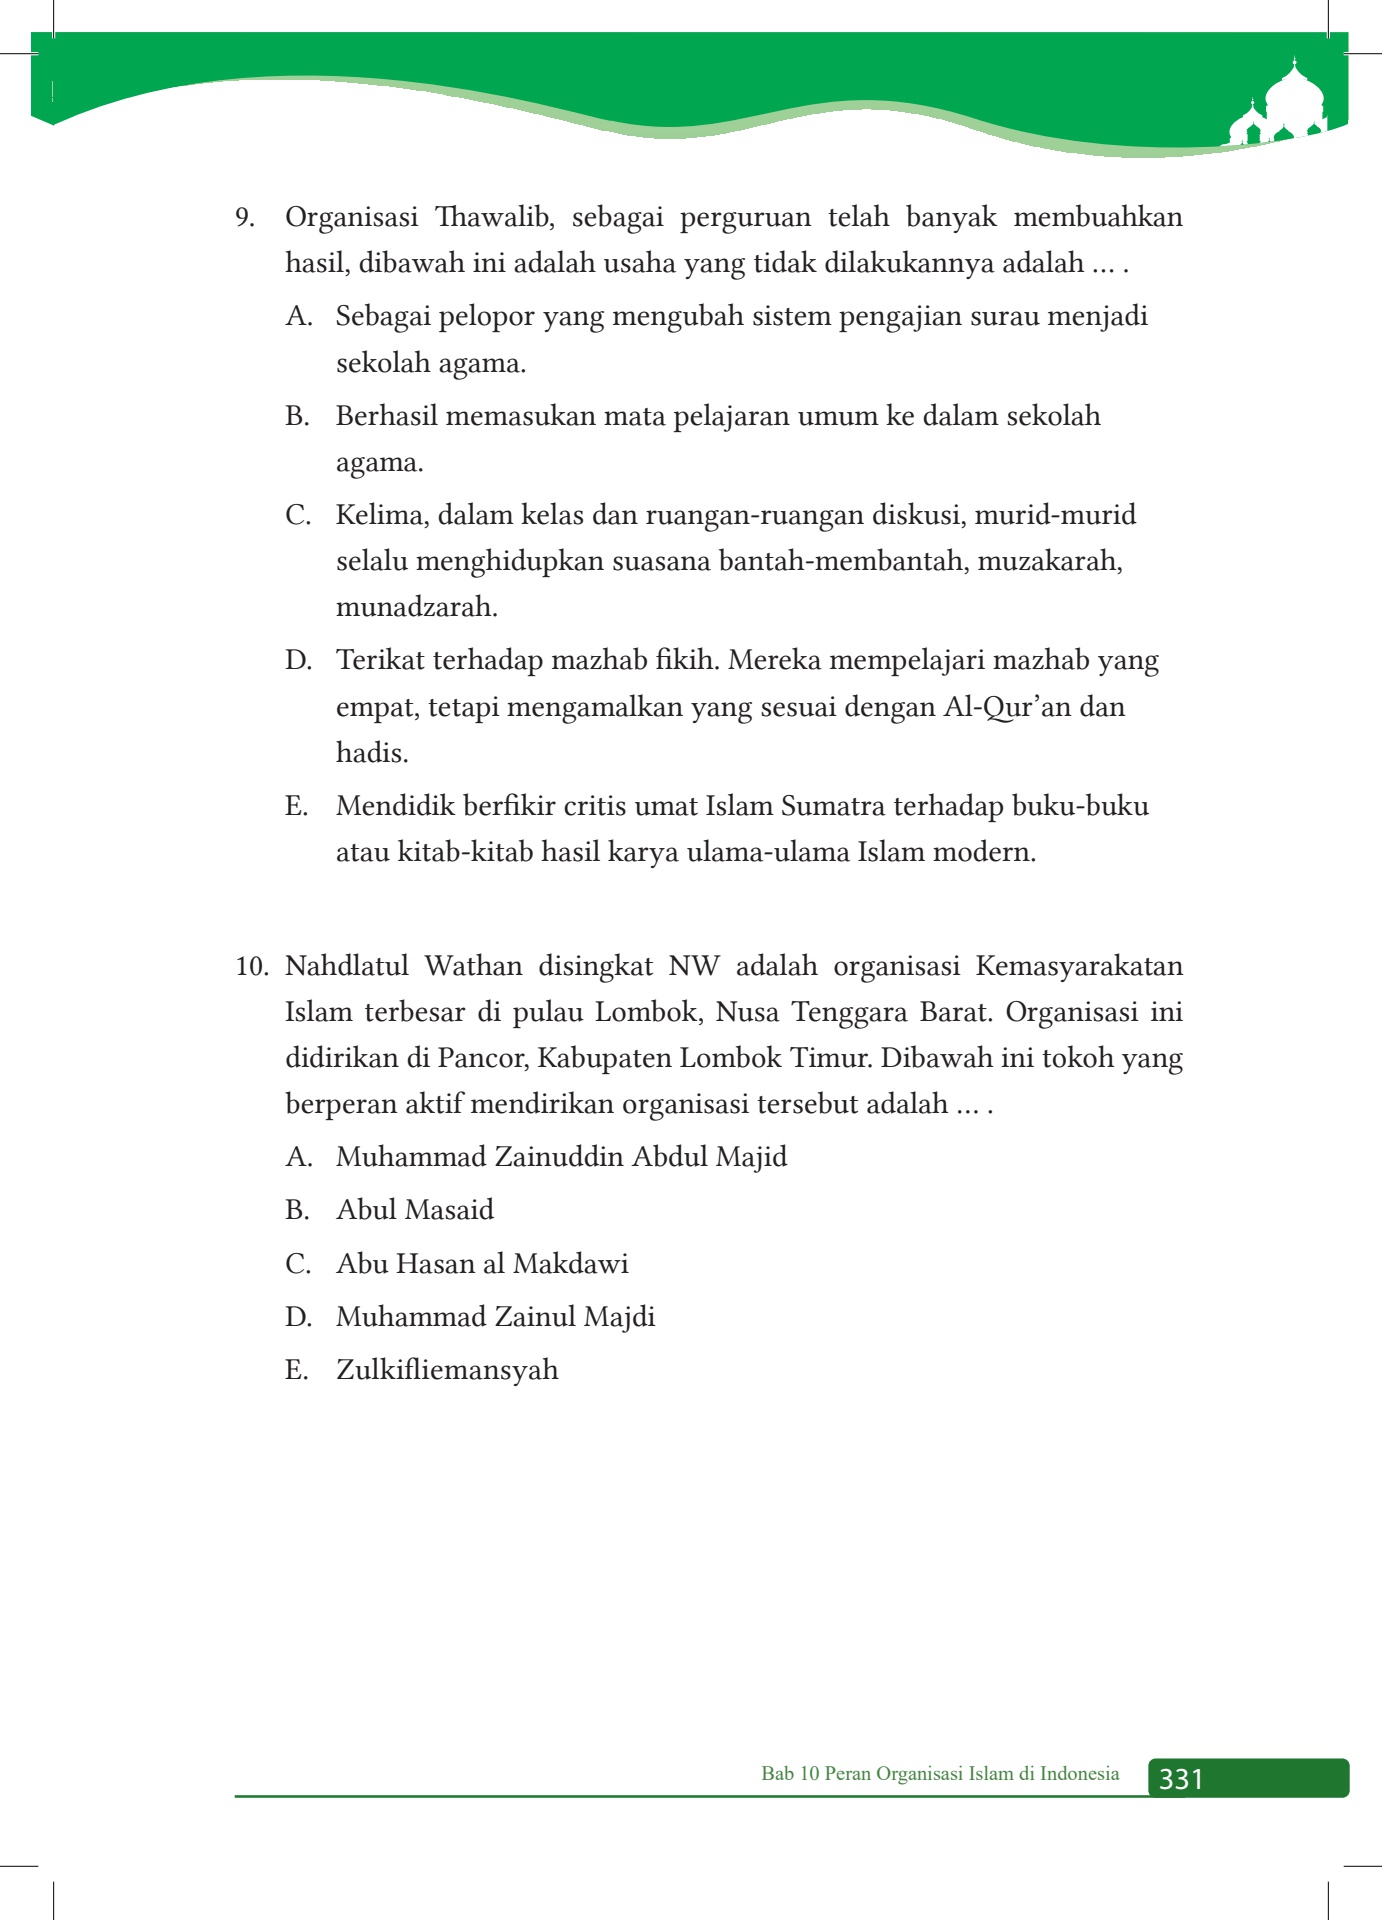 9. Organisasi Thawalib, sebagai perguruan telah banyak membuahkan
hasil, dibawah ini adalah usaha yang tidak dilakukannya adalah ... .
A. Sebagai pelopor yang mengubah sistem pengajian surau menjadi
sekolah agama.
B. Berhasil memasukan mata pelajaran umum ke dalam sekolah
agama.
C. Kelima, dalam kelas dan ruangan-ruangan diskusi, murid-murid
selalu menghidupkan suasana bantah-membantah, muzakarah,
munadzarah.
D. Terikat terhadap mazhab fikih. Mereka mempelajari mazhab yang
empat, tetapi mengamalkan yang sesuai dengan Al-Qur’an dan
hadis.
E. Mendidik berfikir critis umat Islam Sumatra terhadap buku-buku
atau kitab-kitab hasil karya ulama-ulama Islam modern.
10. Nahdlatul Wathan disingkat NW adalah organisasi Kemasyarakatan
Islam terbesar di pulau Lombok, Nusa Tenggara Barat. Organisasi ini
didirikan di Pancor, Kabupaten Lombok Timur. Dibawah ini tokoh yang
berperan aktif mendirikan organisasi tersebut adalah ... .
A. Muhammad Zainuddin Abdul Majid
B. Abul Masaid
C. Abu Hasan al Makdawi
D. Muhammad Zainul Majdi
E. Zulkifliemansyah
Bab 10 Peran Organisasi Islam di Indonesia 331